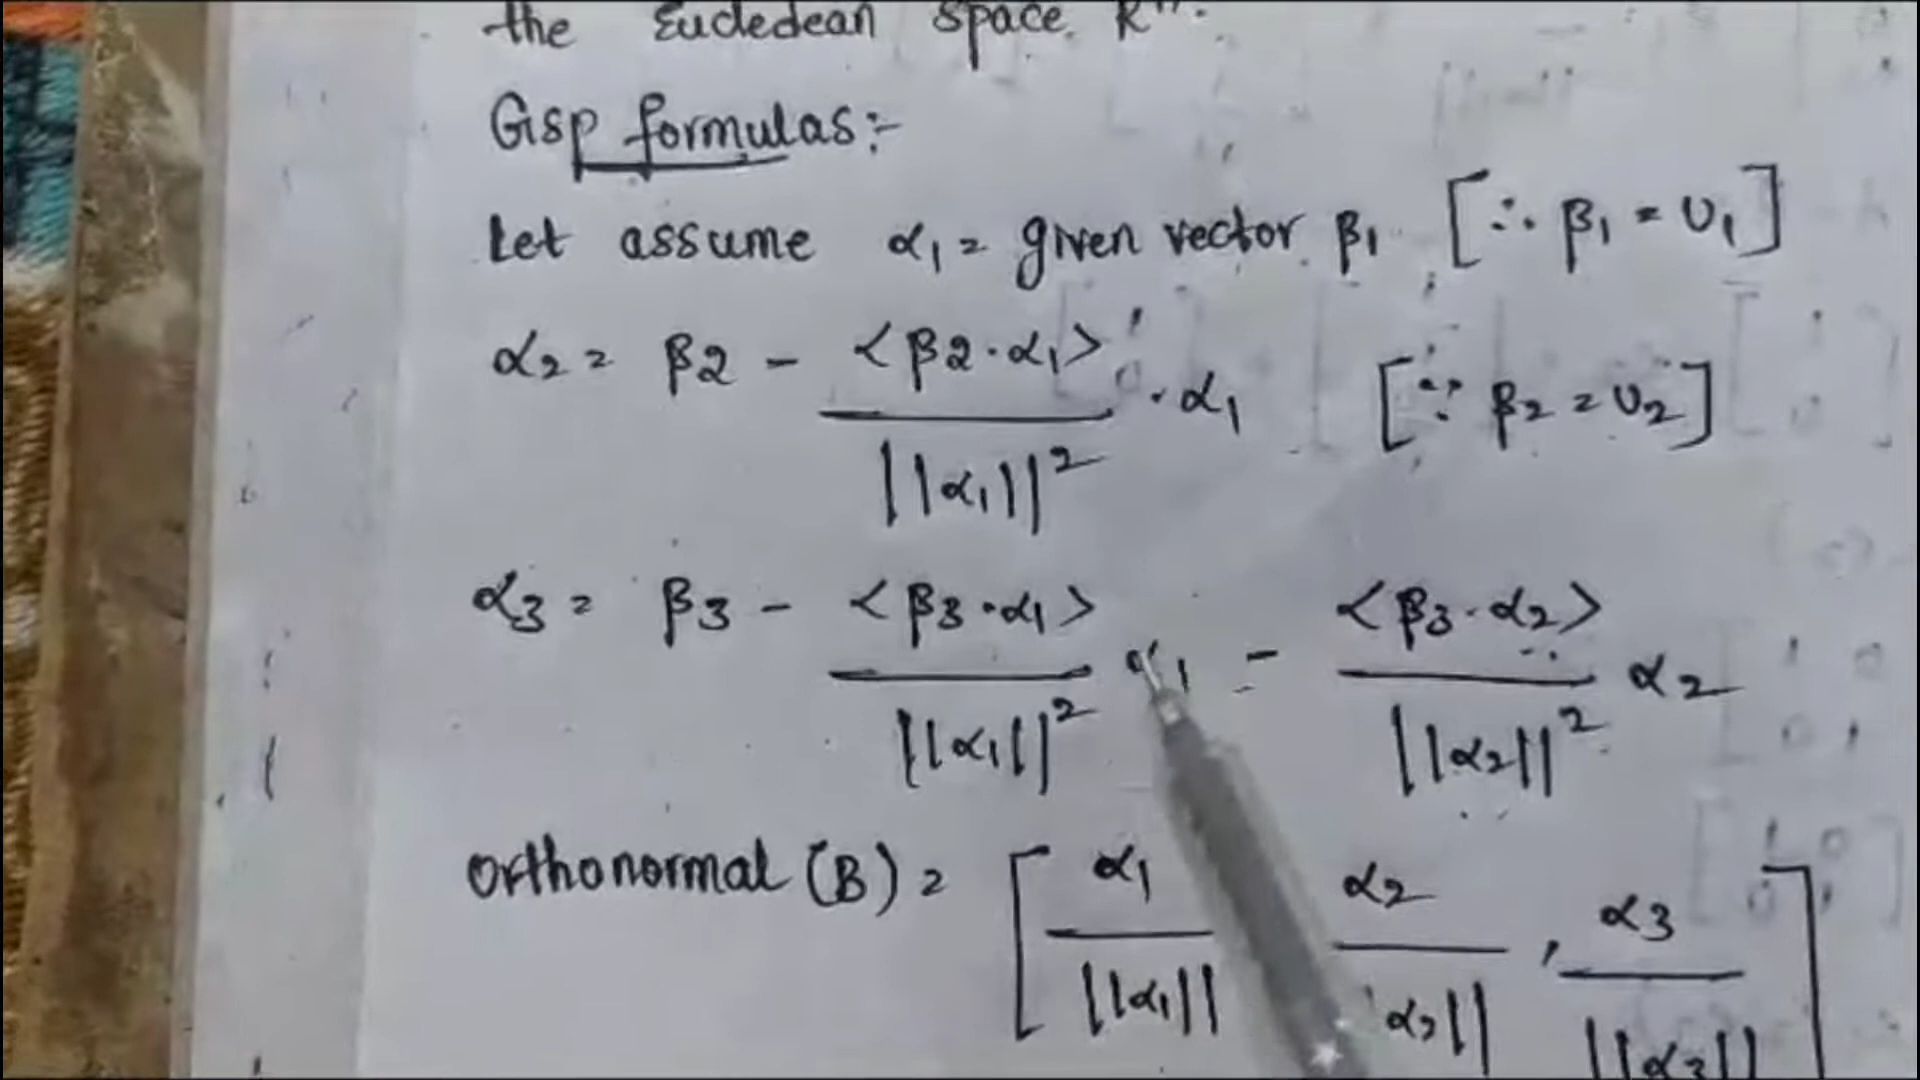 the Eucledean space R^n.
Gsp formulas:-
Let assume α1 = given vector β1 [∴ β1 = υ1]
α2 = β2 - <β2·α1> / ||α1||² · α1 [∵ β2 = υ2]
α3 = β3 - <β3·α1> / ||α1||² α1 - <β3·α2> / ||α2||² α2
Orthonormal (B) = [α1 / ||α1|| α2 / ||α2|| , α3 / ||α3||]